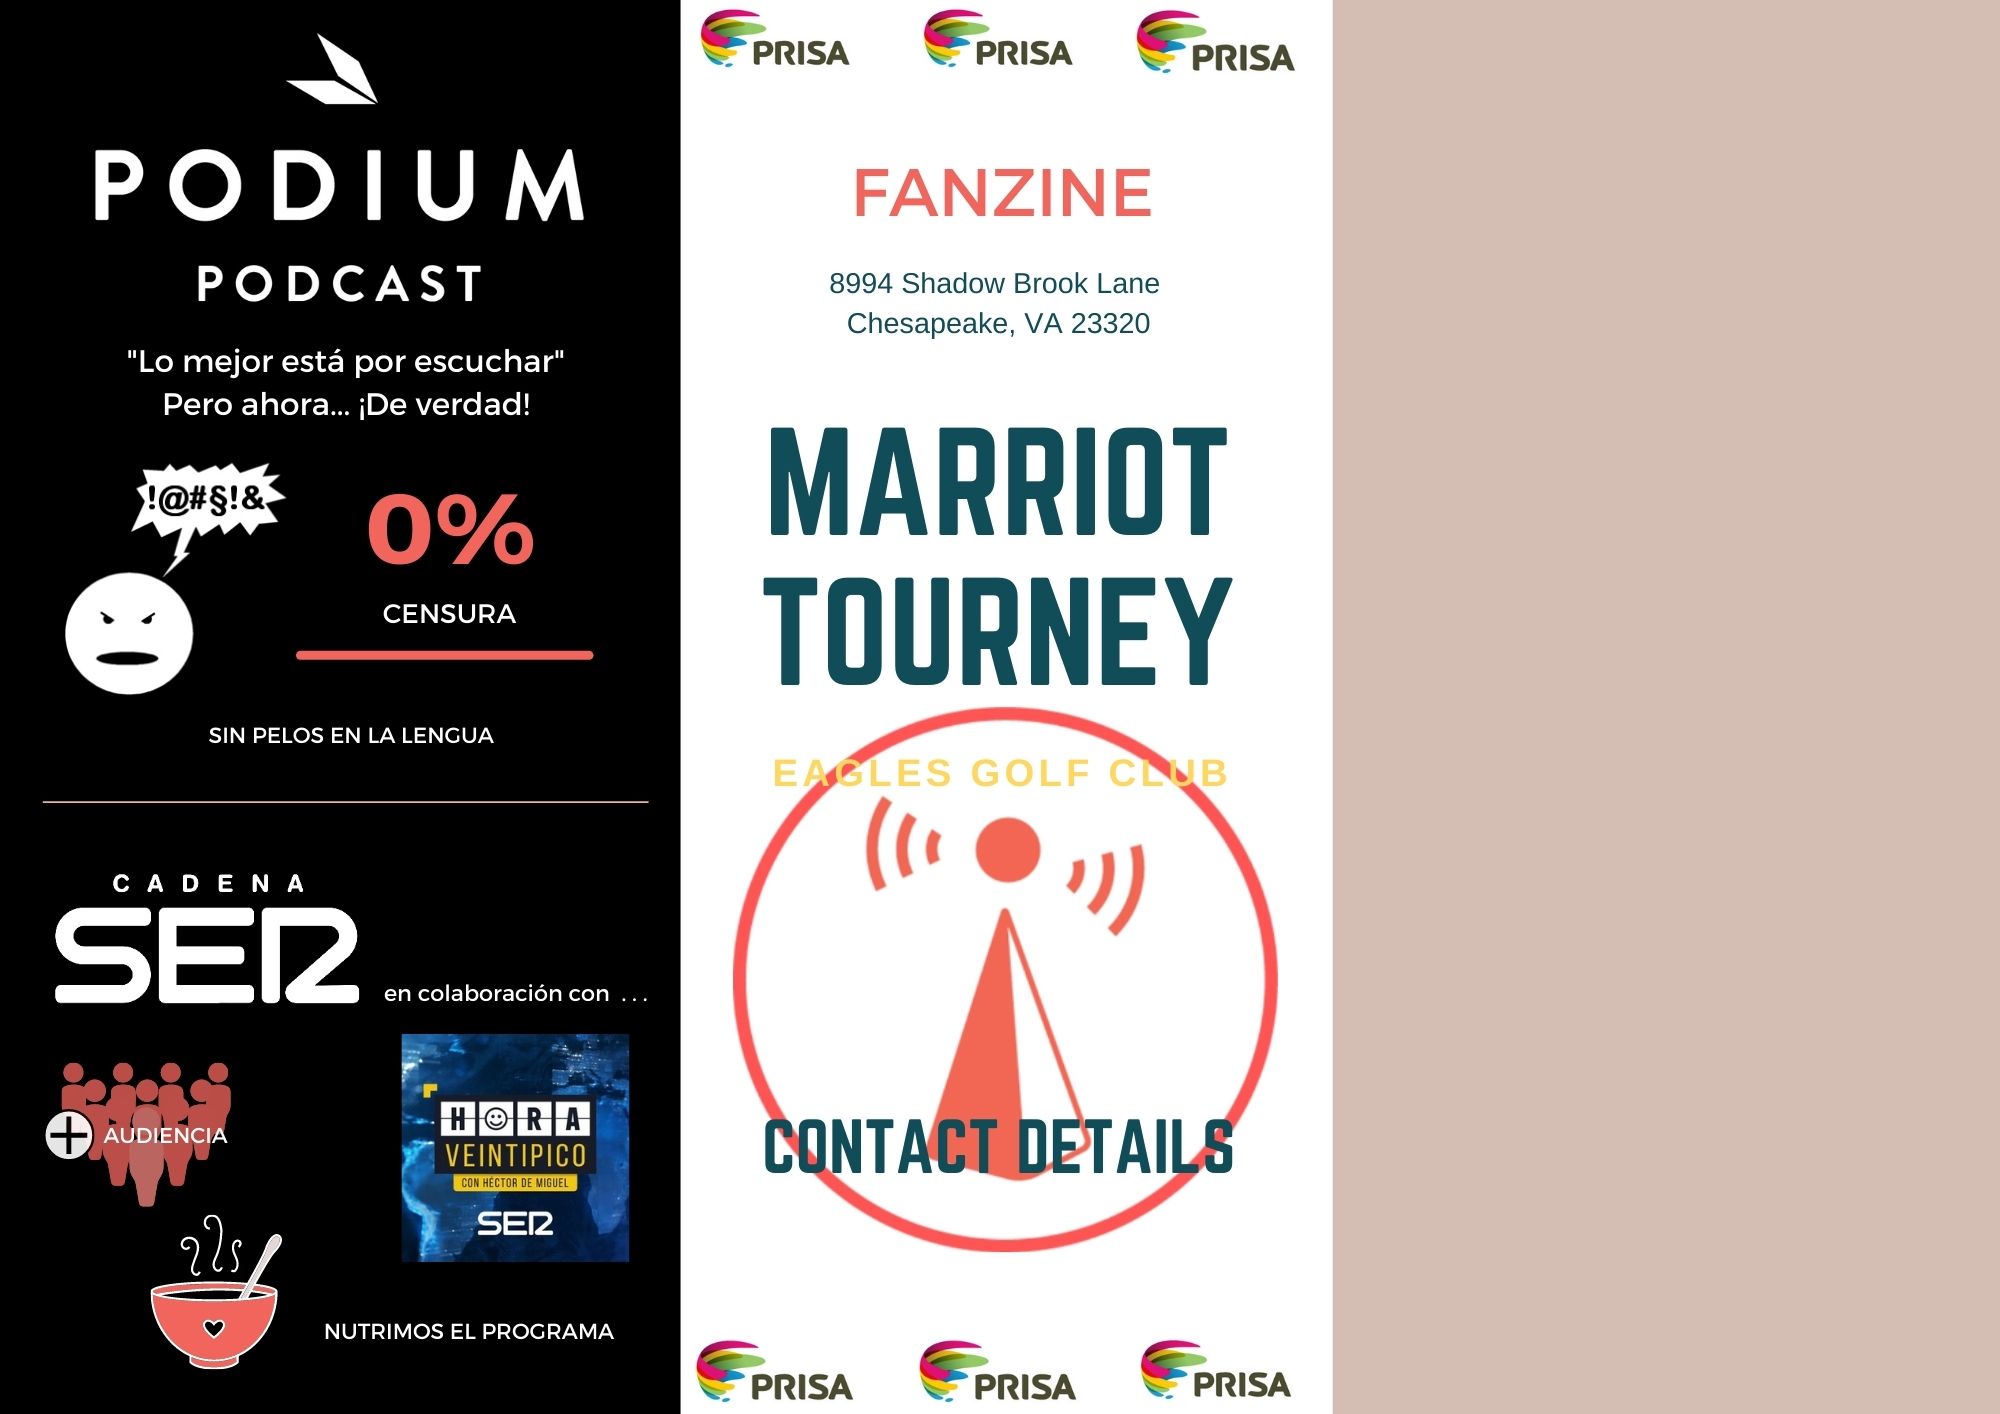 PODIUM
PODCAST
"Lo mejor está por escuchar"
Pero ahora... ¡De verdad!
!@#§!&
0%
CENSURA
SIN PELOS EN LA LENGUA
CADENA
SER
en colaboración con ...
AUDIENCIA
HORA
VEINTIPICO
CON HÉCTOR DE MIGUEL
SER
NUTRIMOS EL PROGRAMA
PRISA PRISA PRISA
FANZINE
8994 Shadow Brook Lane
Chesapeake, VA 23320
MARRIOT
TOURNEY
EAGLES GOLF CLUB
CONTACT DETAILS
PRISA PRISA PRISA